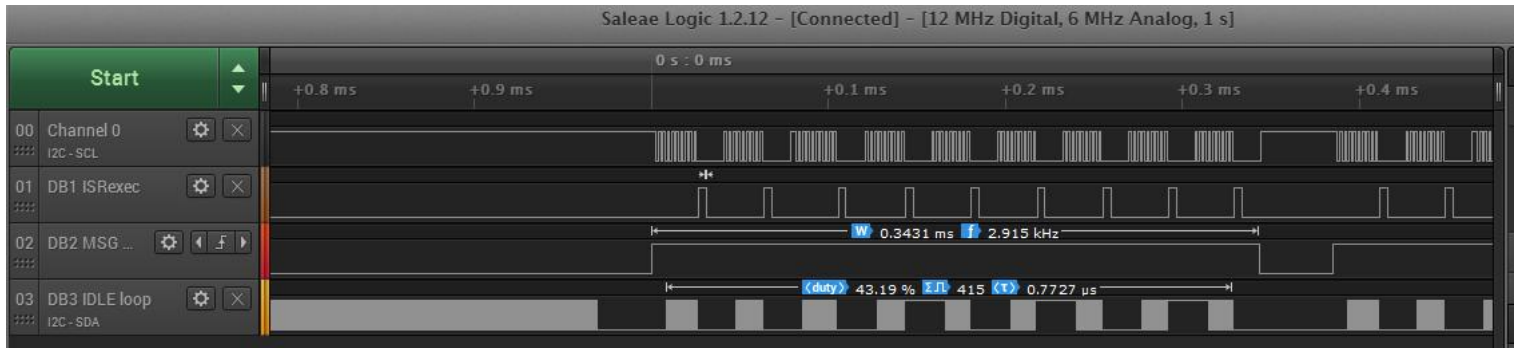 Saleae Logic 1.2.12 - [Connected] - [12 MHz Digital, 6 MHz Analog, 1 s]
Start
0 s : 0 ms
+0.8 ms +0.9 ms +0.1 ms +0.2 ms +0.3 ms +0.4 ms
00 Channel 0
I2C - SCL
01 DB1 ISRexec
02 DB2 MSG ...
W 0.3431 ms f 2.915 kHz
03 DB3 IDLE loop
I2C - SDA
⟨duty⟩ 43.19 % Σ 415 ⟨τ⟩ 0.7727 µs